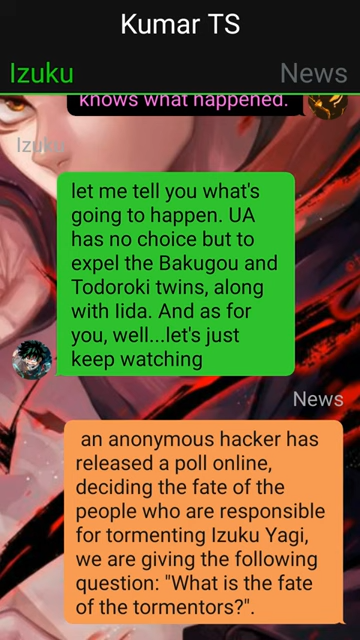 Kumar TS
Izuku
News
knows what happened.
Izuku
let me tell you what's
going to happen. UA
has no choice but to
expel the Bakugou and
Todoroki twins, along
with Iida. And as for
you, well...let's just
keep watching
News
an anonymous hacker has
released a poll online,
deciding the fate of the
people who are responsible
for tormenting Izuku Yagi,
we are giving the following
question: "What is the fate
of the tormentors?".